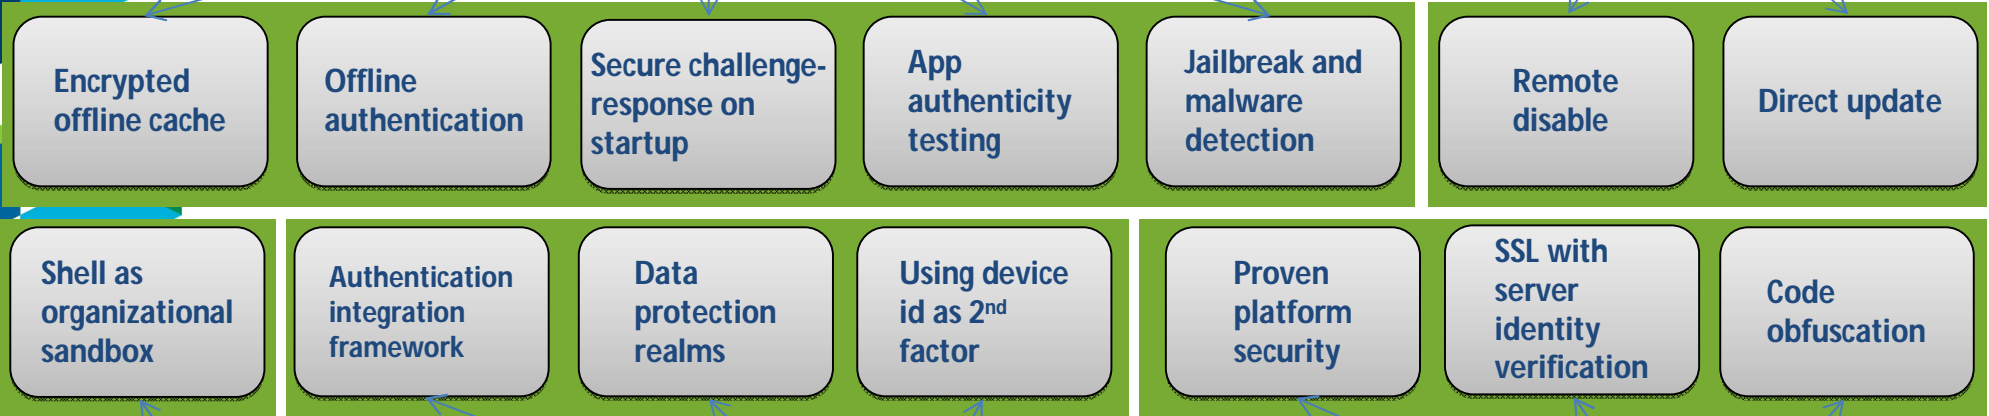 Encrypted
offline cache
Offline
authentication
Secure challenge-
response on
startup
App
authenticity
testing
Jailbreak and
malware
detection
Remote
disable
Direct update
Shell as
organizational
sandbox
Authentication
integration
framework
Data
protection
realms
Using device
id as 2nd
factor
Proven
platform
security
SSL with
server
identity
verification
Code
obfuscation